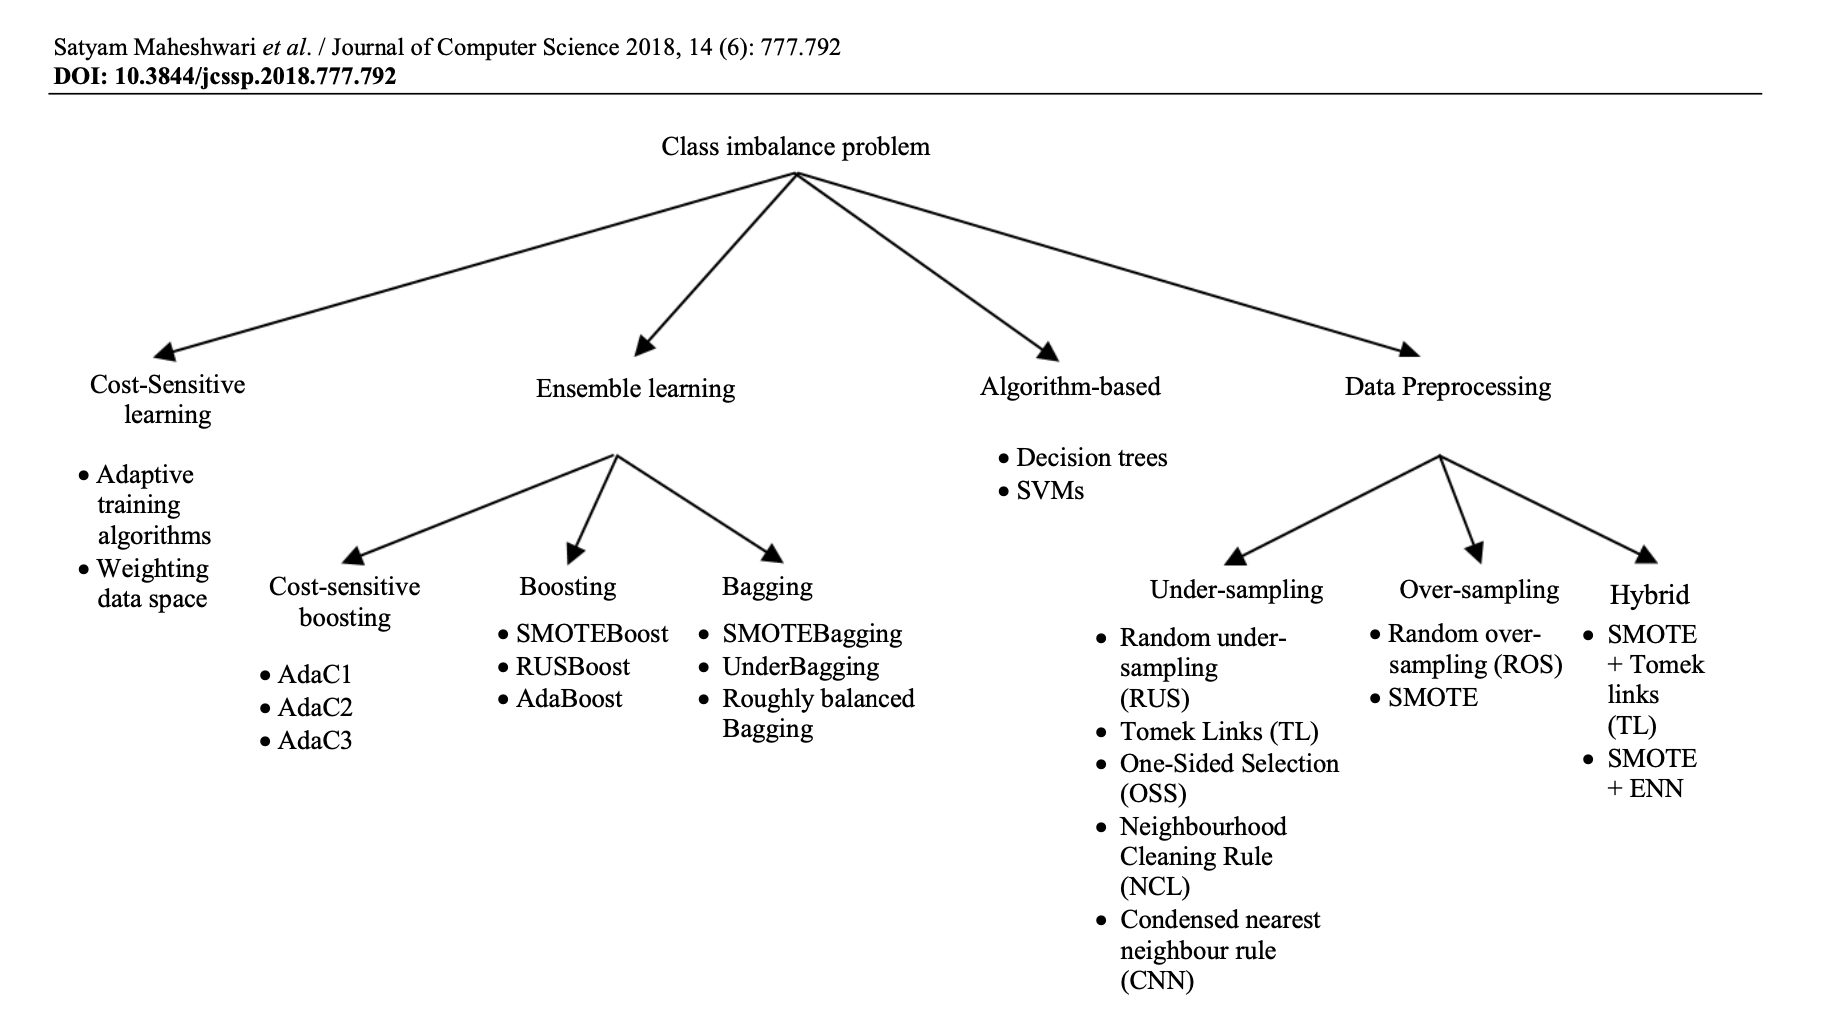 Satyam Maheshwari et al. / Journal of Computer Science 2018, 14 (6): 777.792
DOI: 10.3844/jcssp.2018.777.792
Class imbalance problem
Cost-Sensitive
learning
• Adaptive
training
algorithms
• Weighting
data space
Ensemble learning
Cost-sensitive
boosting
• AdaC1
• AdaC2
• AdaC3
Boosting
• SMOTEBoost
• RUSBoost
• AdaBoost
Bagging
• SMOTEBagging
• UnderBagging
• Roughly balanced
Bagging
Algorithm-based
• Decision trees
• SVMs
Data Preprocessing
Under-sampling
• Random under-
sampling
(RUS)
• Tomek Links (TL)
• One-Sided Selection
(OSS)
• Neighbourhood
Cleaning Rule
(NCL)
• Condensed nearest
neighbour rule
(CNN)
Over-sampling
• Random over-
sampling (ROS)
• SMOTE
Hybrid
• SMOTE
+ Tomek
links
(TL)
• SMOTE
+ ENN